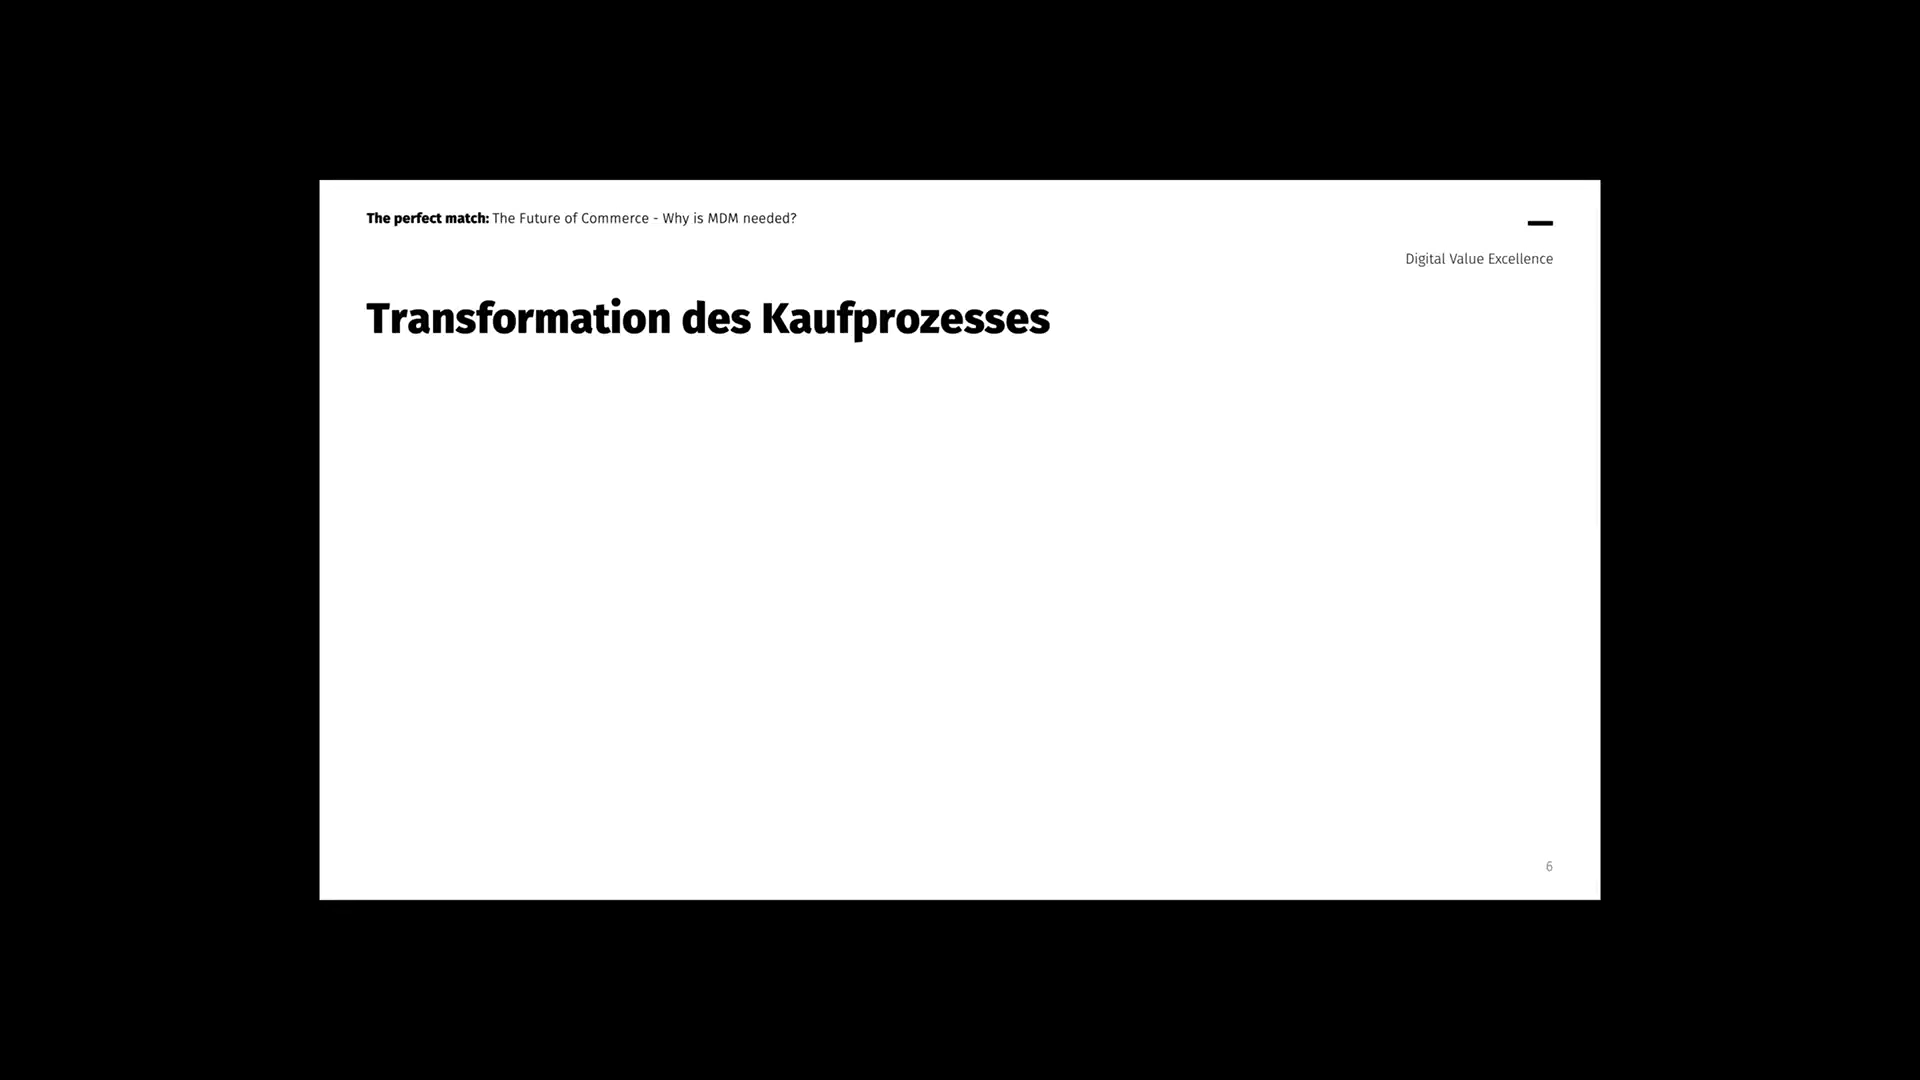 The perfect match: The Future of Commerce - Why is MDM needed?
Digital Value Excellence
Transformation des Kaufprozesses
6